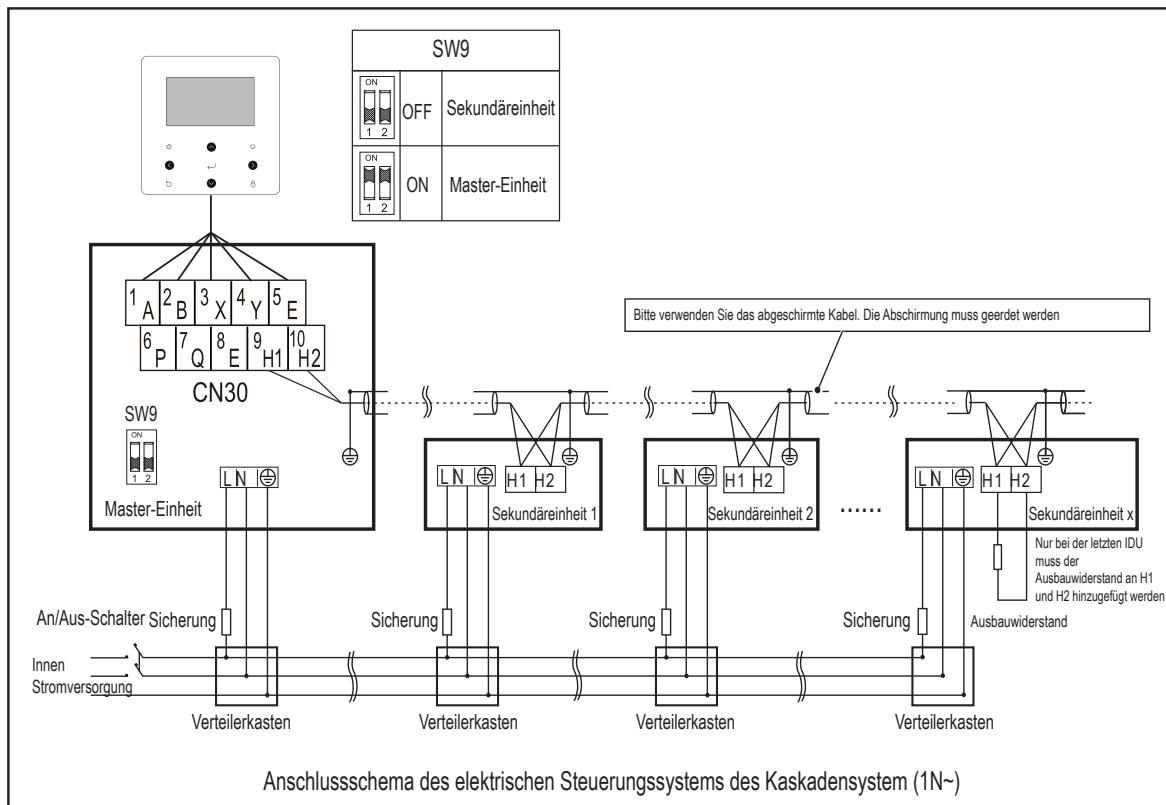 SW9
ON
1 2
OFF
Sekundäreinheit
ON
1 2
ON
Master-Einheit
1 A 2 B 3 X 4 Y 5 E
6 P 7 Q 8 E 9 H1 10 H2
CN30
SW9
ON
1 2
Master-Einheit
L N
Bitte verwenden Sie das abgeschirmte Kabel. Die Abschirmung muss geerdet werden
L N
H1 H2
Sekundäreinheit 1
L N
H1 H2
Sekundäreinheit 2
......
L N
H1 H2
Sekundäreinheit x
Nur bei der letzten IDU
muss der
Ausbauwiderstand an H1
und H2 hinzugefügt werden
Ausbauwiderstand
An/Aus-Schalter
Sicherung
Sicherung
Sicherung
Sicherung
Innen
Stromversorgung
Verteilerkasten
Verteilerkasten
Verteilerkasten
Verteilerkasten
Anschlussschema des elektrischen Steuerungssystems des Kaskadensystem (1N~)